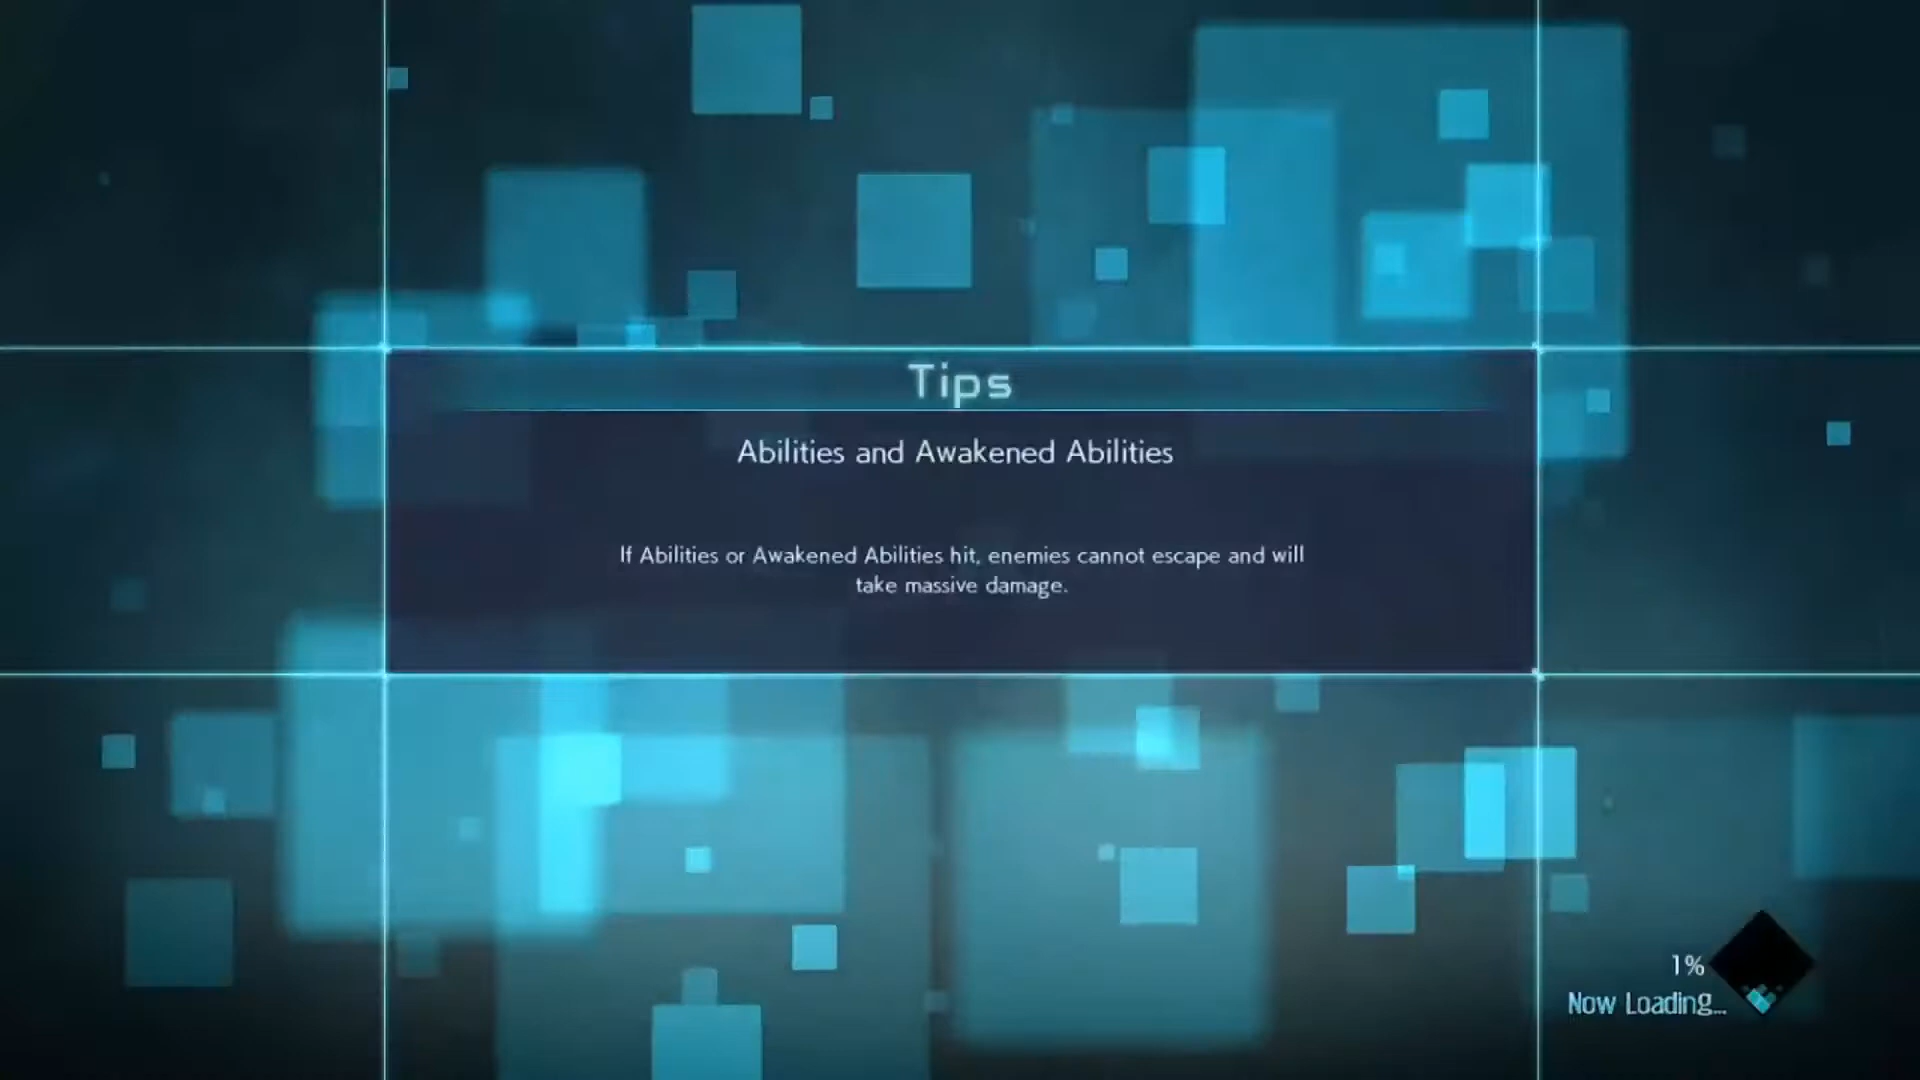 Tips
Abilities and Awakened Abilities
If Abilities or Awakened Abilities hit, enemies cannot escape and will
take massive damage.
1%
Now Loading...